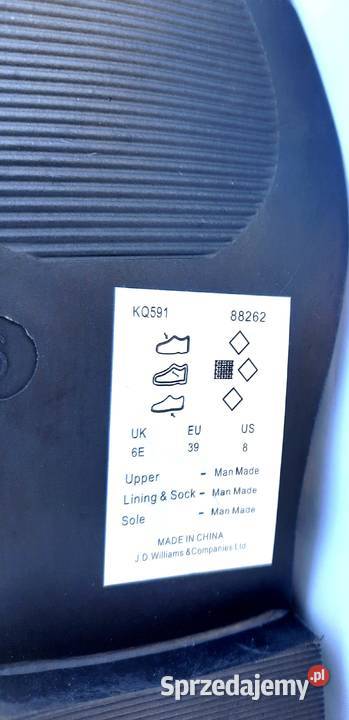 KQ591 88262
UK EU US
6E 39 8
Upper - Man Made
Lining & Sock - Man Made
Sole - Man Made
MADE IN CHINA
J.D.Williams &Companies Ltd
Sprzedajemy.pl